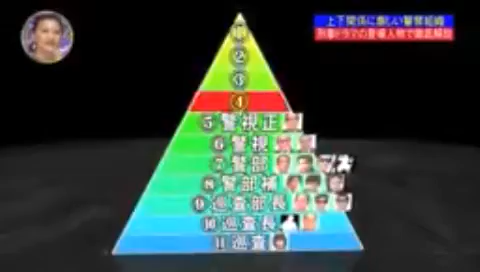 上下関係に厳しい警察組織
刑事ドラマの登場人物で徹底解説
①
②
③
④
⑤ 警視正
⑥ 警視
⑦ 警部
⑧ 警部補
⑨ 巡査部長
⑩ 巡査長
⑪ 巡査